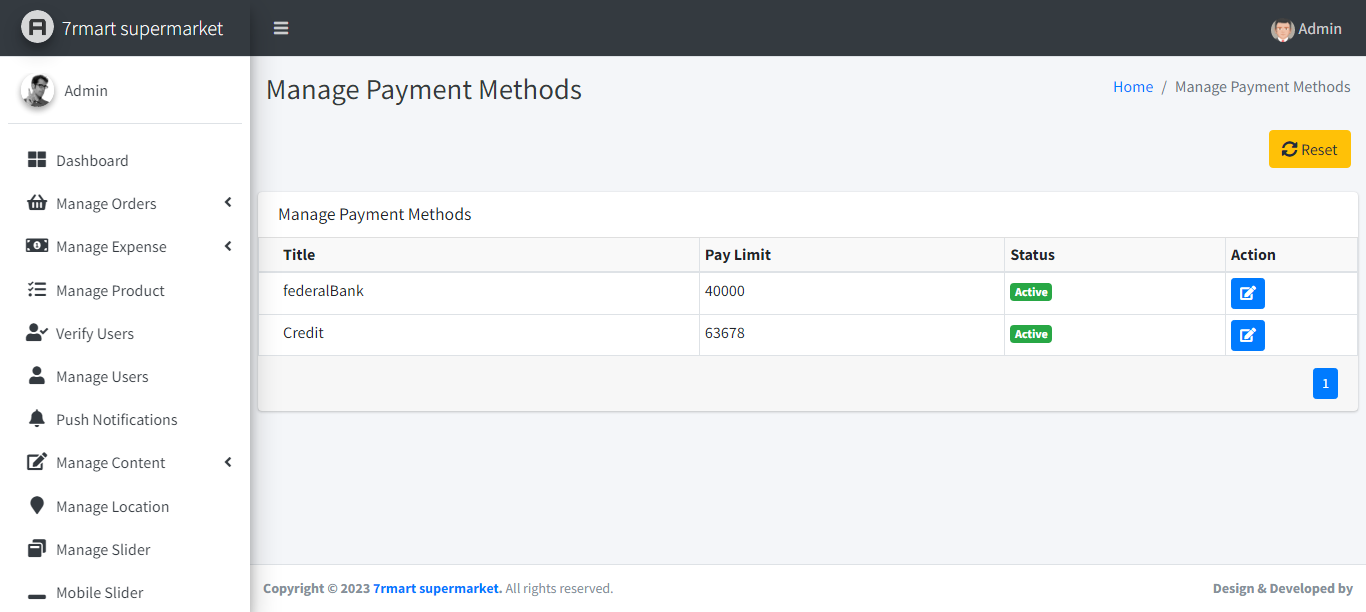 7rmart supermarket
Admin
Admin
Dashboard
Manage Orders
Manage Expense
Manage Product
Verify Users
Manage Users
Push Notifications
Manage Content
Manage Location
Manage Slider
Mobile Slider
Manage Payment Methods
Home / Manage Payment Methods
Reset
Manage Payment Methods
Title Pay Limit Status Action
federalBank 40000 Active
Credit 63678 Active
1
Copyright © 2023 7rmart supermarket. All rights reserved.
Design & Developed by